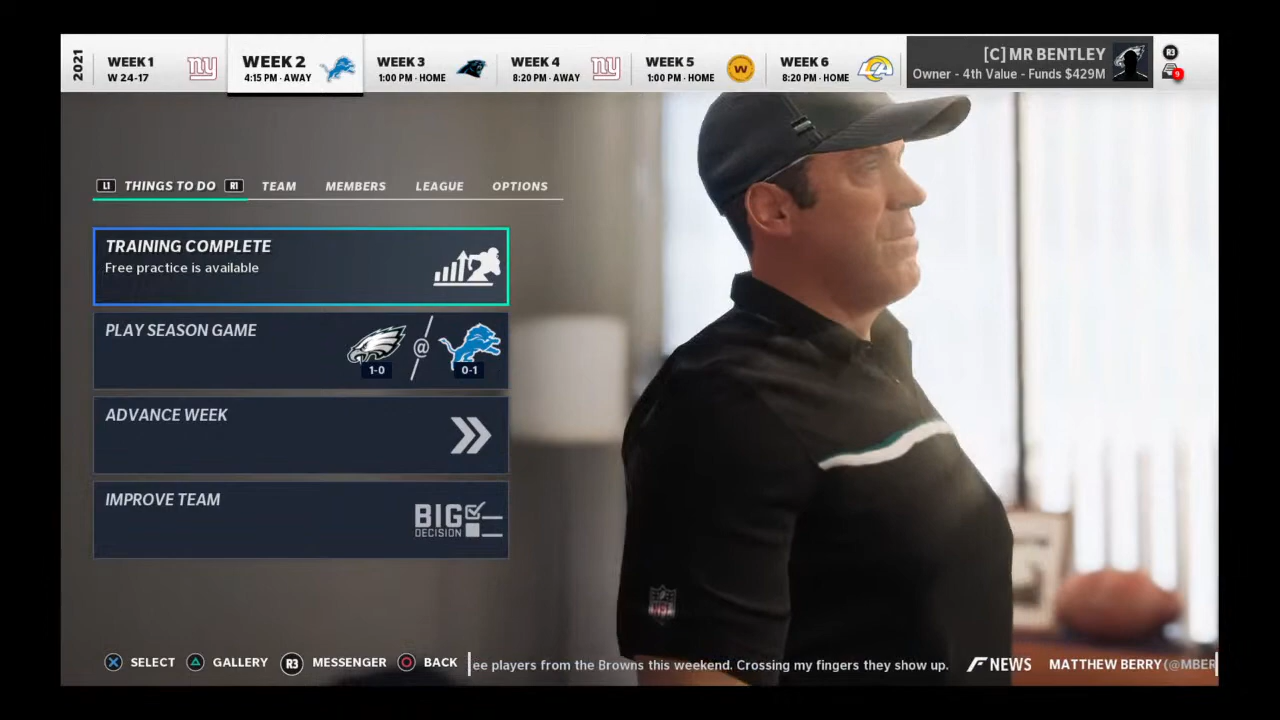 2021
WEEK 1
W 24-17
WEEK 2
4:15 PM · AWAY
WEEK 3
1:00 PM · HOME
WEEK 4
8:20 PM · AWAY
WEEK 5
1:00 PM · HOME
WEEK 6
8:20 PM · HOME
[C] MR BENTLEY
Owner - 4th Value - Funds $429M
R3
9
L1 THINGS TO DO R1 TEAM MEMBERS LEAGUE OPTIONS
TRAINING COMPLETE
Free practice is available
PLAY SEASON GAME
@
1-0
0-1
ADVANCE WEEK
IMPROVE TEAM
BIG
DECISION
NFL
SELECT GALLERY R3 MESSENGER BACK ee players from the Browns this weekend. Crossing my fingers they show up. NEWS MATTHEW BERRY (@MBER